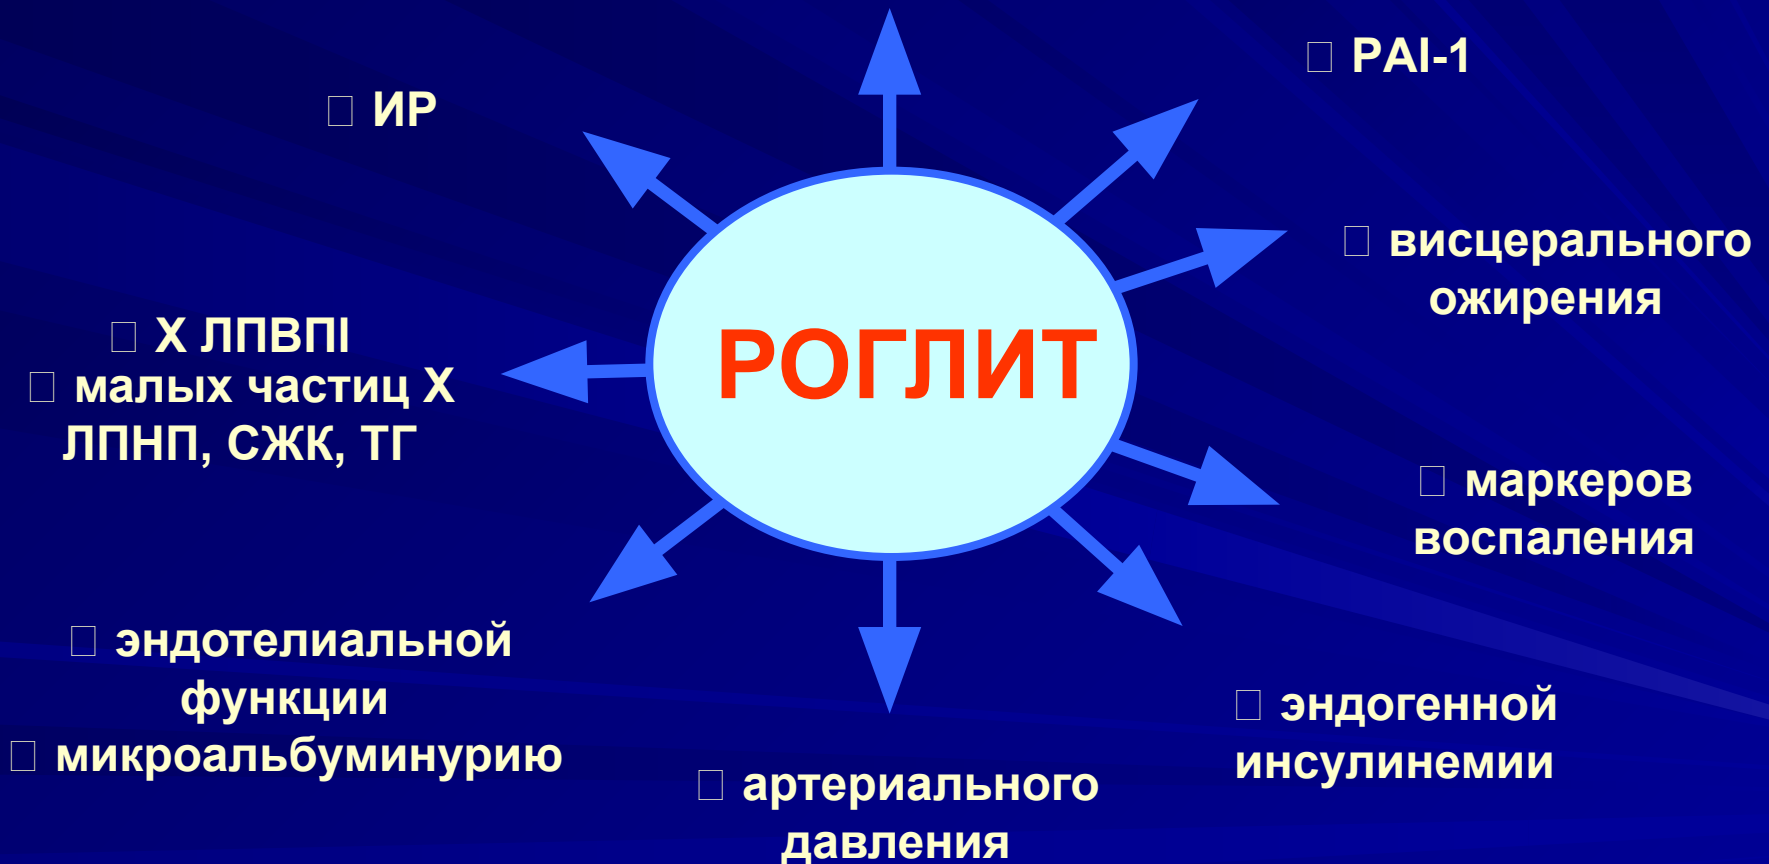 □ PAI-1
□ ИР
□ висцерального
ожирения
□ Х ЛПВПІ
□ малых частиц Х
ЛПНП, СЖК, ТГ
РОГЛИТ
□ маркеров
воспаления
□ эндотелиальной
функции
□ микроальбуминурию
□ эндогенной
инсулинемии
□ артериального
давления